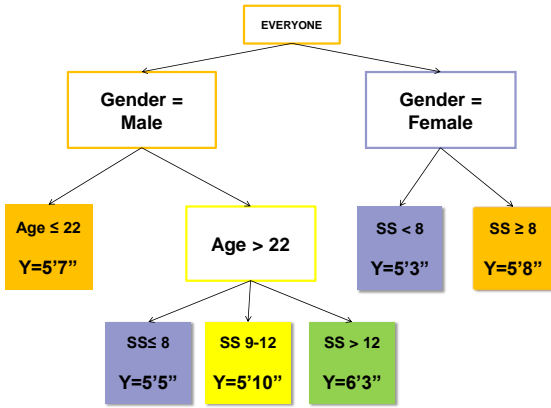 EVERYONE
Gender =
Male
Gender =
Female
Age ≤ 22
Y=5’7”
Age > 22
SS < 8
Y=5’3”
SS ≥ 8
Y=5’8”
SS≤ 8
Y=5’5”
SS 9-12
Y=5’10”
SS > 12
Y=6’3”